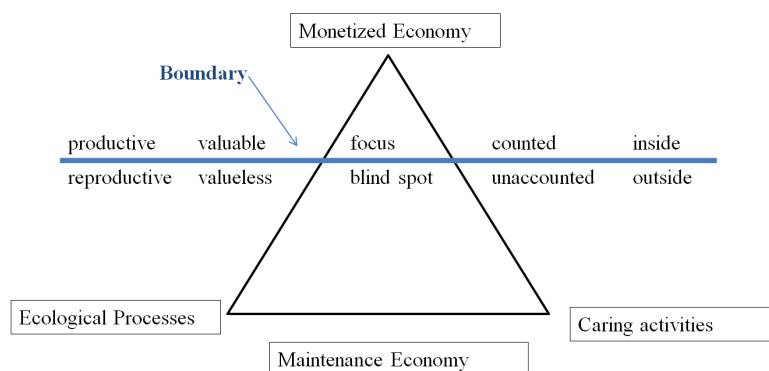 Monetized Economy
Boundary
productive valuable focus counted inside
reproductive valueless blind spot unaccounted outside
Ecological Processes
Caring activities
Maintenance Economy